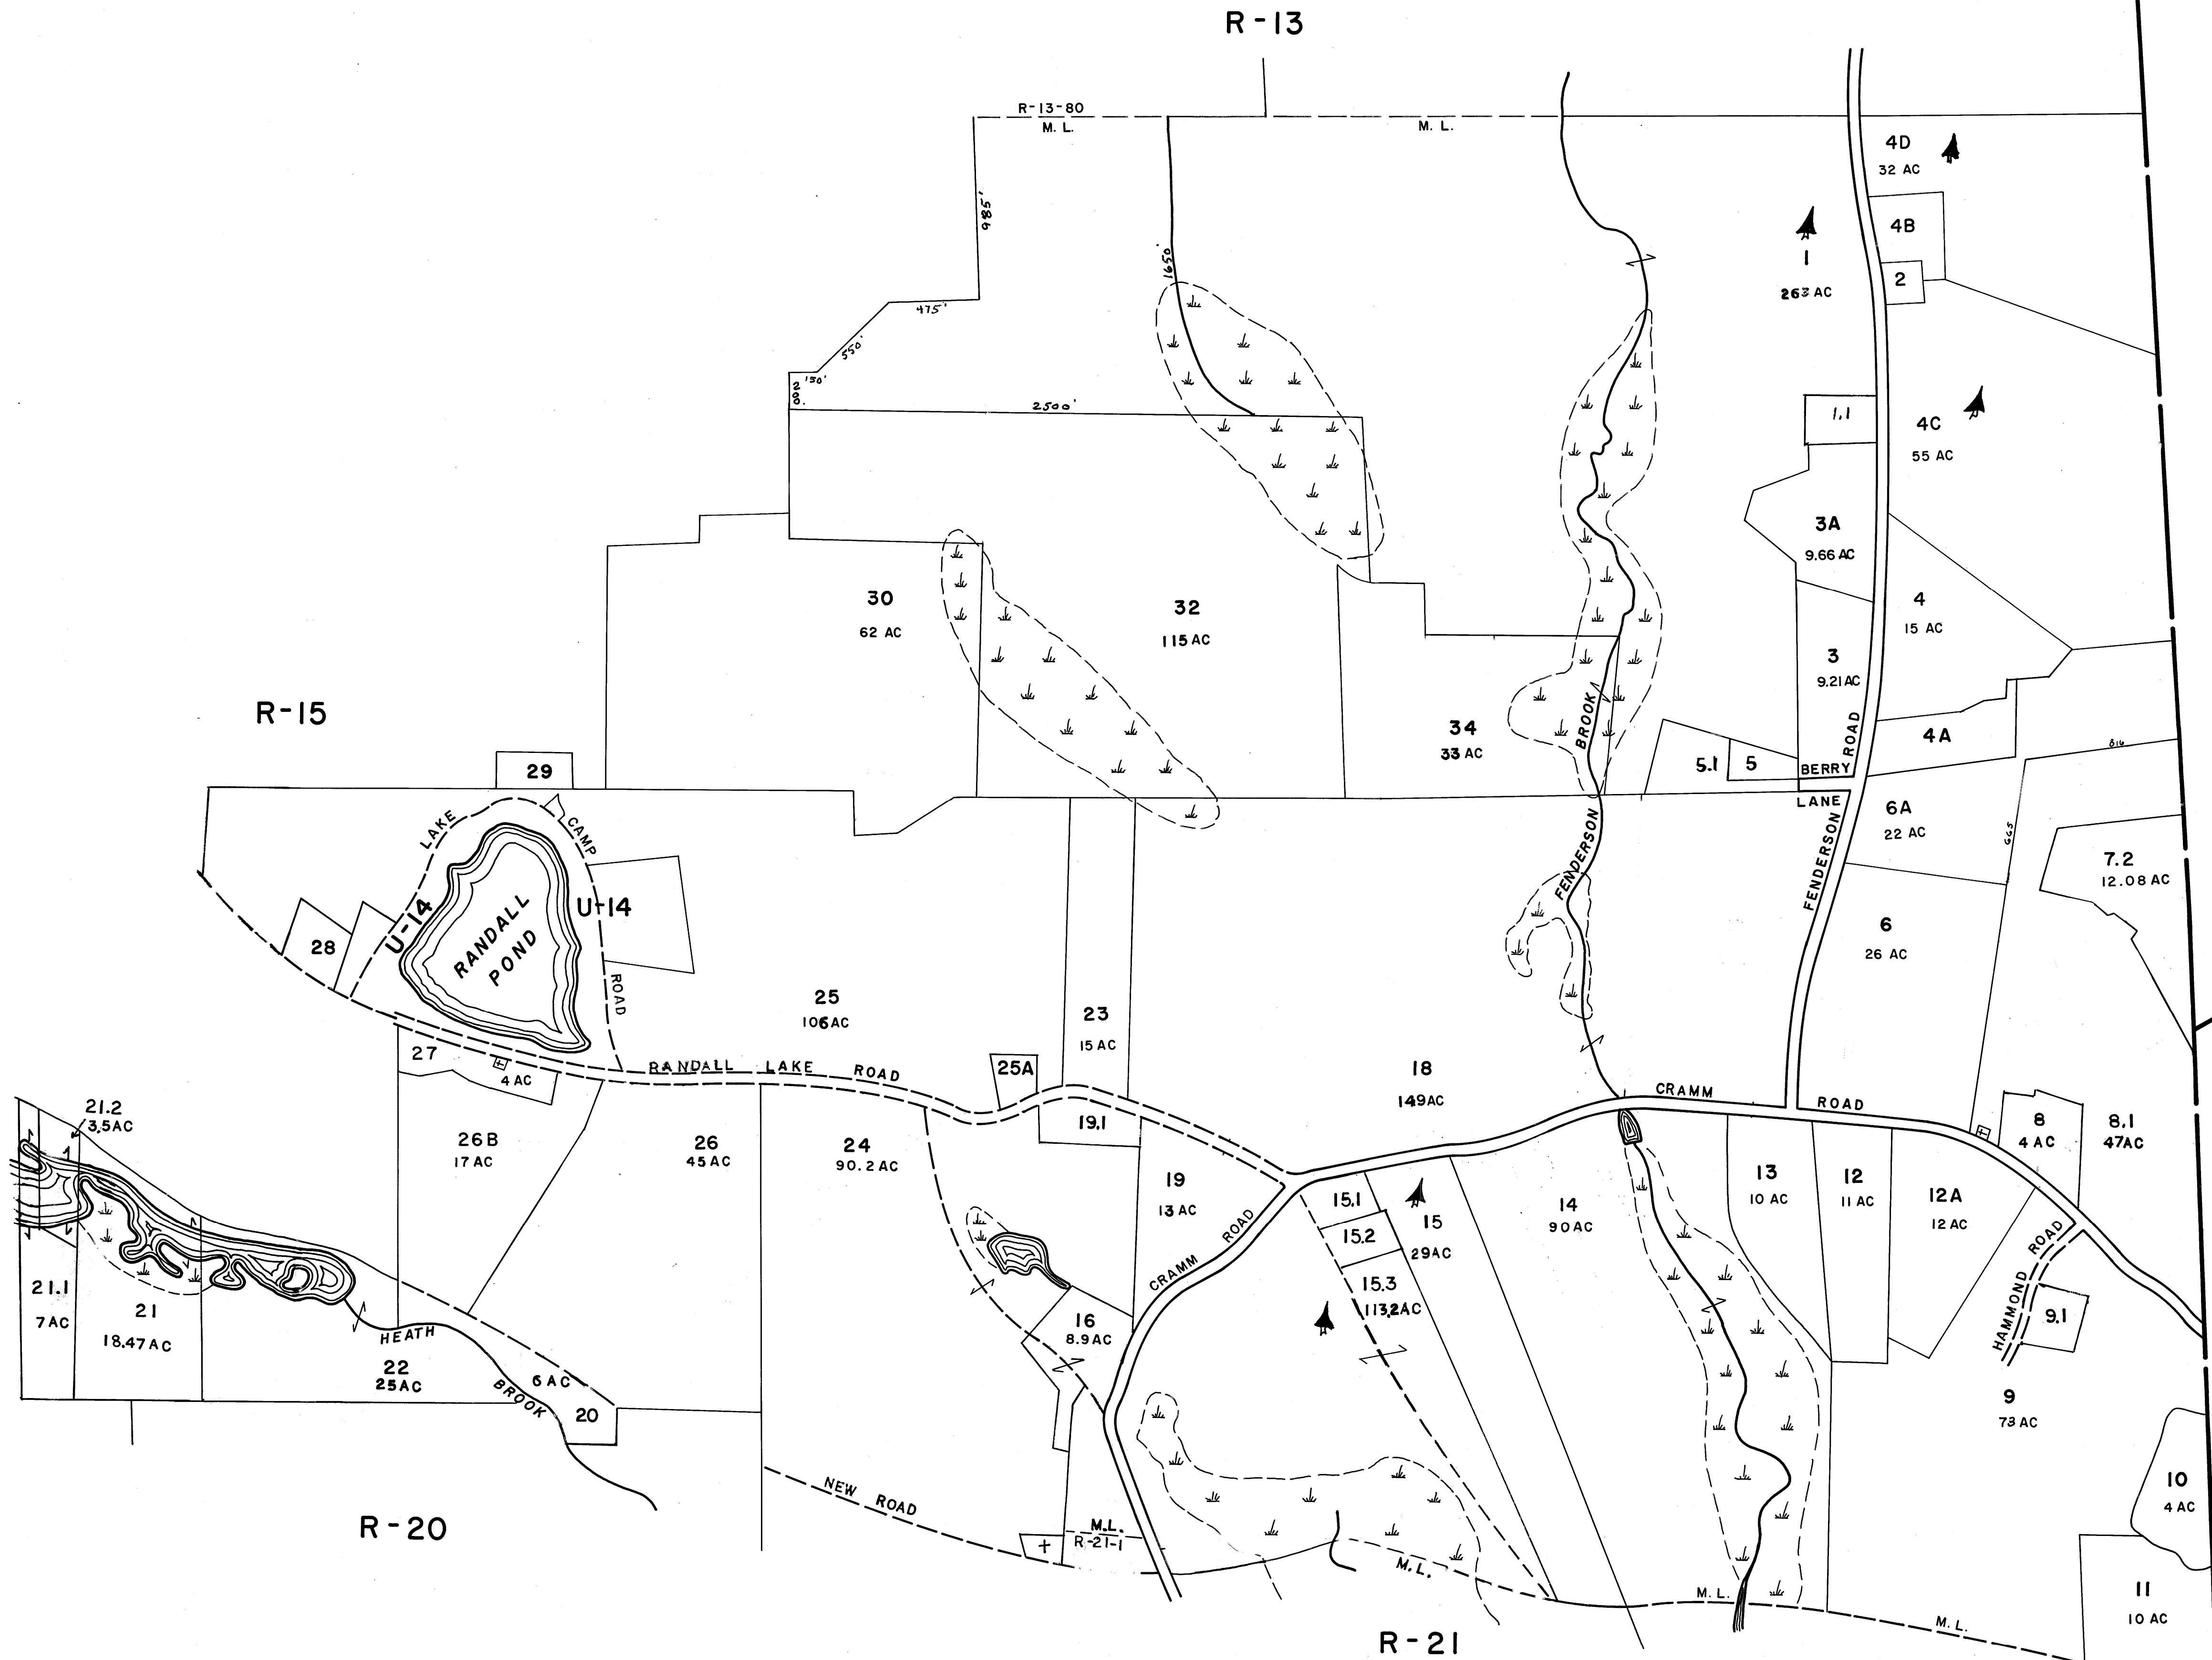 R-13
R-13-80
M. L.
M. L.
4D
32 AC
4B
2
1
263 AC
985'
1650'
475'
550'
150'
200.
2500'
1.1
4C
55 AC
3A
9.66 AC
30
62 AC
32
115 AC
4
15 AC
3
9.21 AC
R-15
34
33 AC
BROOK
5.1
5
BERRY
ROAD
4A
816
29
LANE
6A
22 AC
665
7.2
12.08 AC
LAKE
CAMP
ROAD
U-14
U-14
RANDALL
POND
FENDERSON
FENDERSON
28
6
26 AC
25
106 AC
23
15 AC
27
4 AC
RANDALL LAKE ROAD
25A
18
149 AC
CRAMM ROAD
21.2
3.5 AC
26B
17 AC
26
45 AC
24
90.2 AC
19.1
8
4 AC
8.1
47 AC
19
13 AC
15.1
15
29 AC
15.2
15.3
113.2 AC
14
90 AC
13
10 AC
12
11 AC
12A
12 AC
CRAMM ROAD
HAMMOND ROAD
9.1
21.1
7 AC
21
18.47 AC
HEATH
BROOK
22
25 AC
6 AC
20
16
8.9 AC
9
73 AC
10
4 AC
NEW ROAD
M.L.
R-21-1
R-20
M.L.
M.L.
M.L.
11
10 AC
R-21